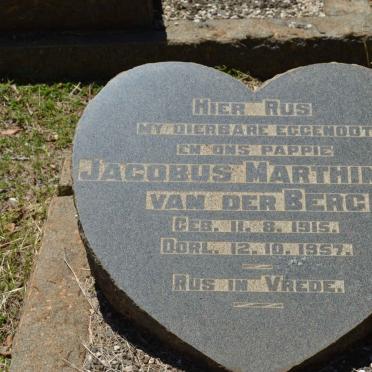 HIER RUS
MY DIERBARE EGGENOOT
EN ONS PAPPIE
JACOBUS MARTHIN
VAN DER BERG
GEB. 11. 8. 1915.
OORL. 12. 10. 1957.
RUS IN VREDE.